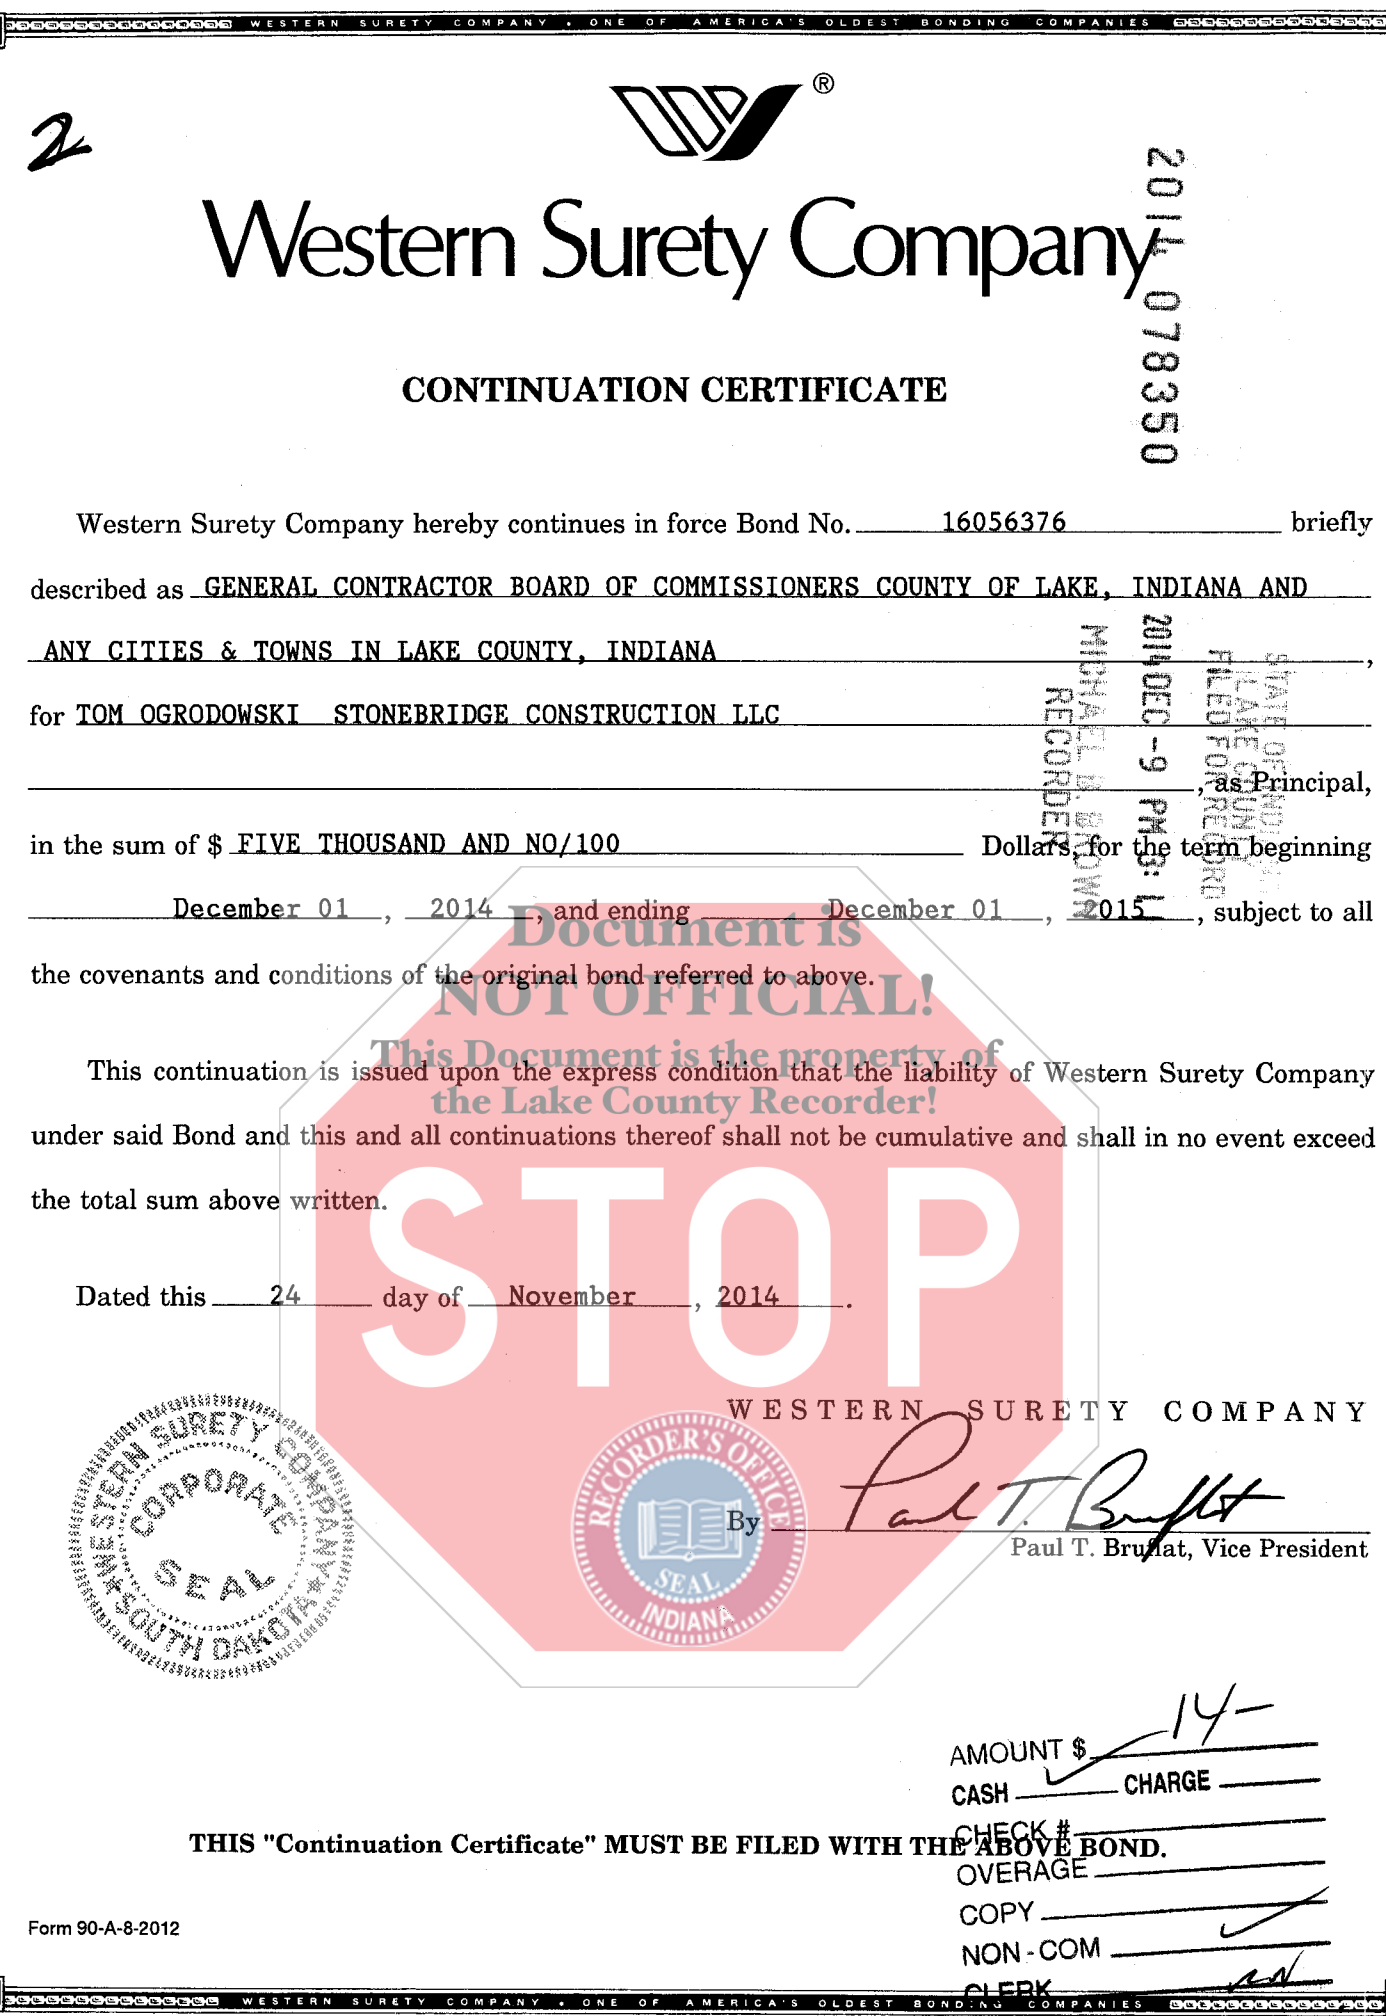 WESTERN SURETY COMPANY • ONE OF AMERICA'S OLDEST BONDING COMPANIES
2
®
Western Surety Company
2014 078350
CONTINUATION CERTIFICATE
Western Surety Company hereby continues in force Bond No. 16056376 briefly
described as GENERAL CONTRACTOR BOARD OF COMMISSIONERS COUNTY OF LAKE, INDIANA AND
ANY CITIES & TOWNS IN LAKE COUNTY, INDIANA,
for TOM OGRODOWSKI STONEBRIDGE CONSTRUCTION LLC
, as Principal,
in the sum of $ FIVE THOUSAND AND NO/100 Dollars, for the term beginning
December 01, 2014, and ending December 01, 2015, subject to all
the covenants and conditions of the original bond referred to above.
STATE OF INDIANA
LAKE COUNTY
FILED FOR RECORD
2014 DEC -9 PM 3:
MICHAEL B. BROWN
RECORDER
Document is
NOT OFFICIAL!
This Document is the property of
the Lake County Recorder!
STOP
This continuation is issued upon the express condition that the liability of Western Surety Company
under said Bond and this and all continuations thereof shall not be cumulative and shall in no event exceed
the total sum above written.
Dated this 24 day of November, 2014.
WESTERN SURETY COMPANY
By Paul T. Bruflat
Paul T. Bruflat, Vice President
WESTERN SURETY COMPANY
CORPORATE
SEAL
SOUTH DAKOTA
RECORDER'S OFFICE
SEAL
INDIANA
AMOUNT $ 14-
CASH ✓ CHARGE
CHECK #
THIS "Continuation Certificate" MUST BE FILED WITH THE ABOVE BOND.
OVERAGE
COPY
NON-COM ✓
CLERK
Form 90-A-8-2012
WESTERN SURETY COMPANY • ONE OF AMERICA'S OLDEST BONDING COMPANIES